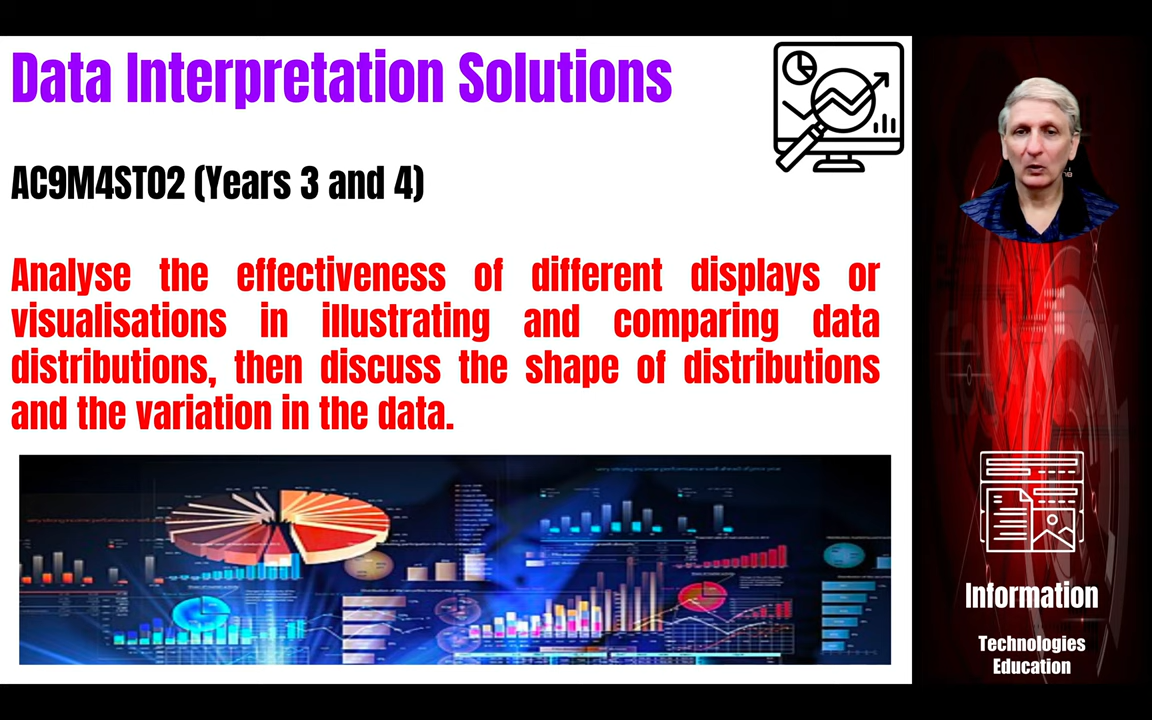 Data Interpretation Solutions
AC9M4ST02 (Years 3 and 4)
Analyse the effectiveness of different displays or
visualisations in illustrating and comparing data
distributions, then discuss the shape of distributions
and the variation in the data.
Information
Technologies
Education